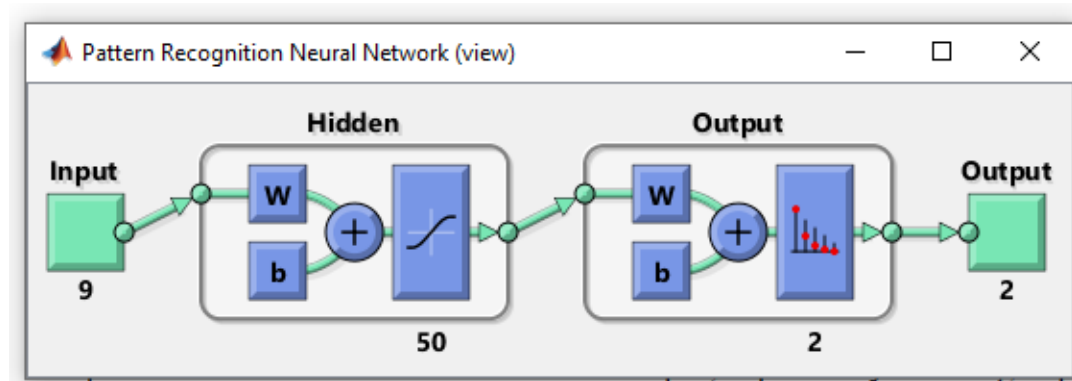 Pattern Recognition Neural Network (view)
Hidden
Output
Input
W
b
+
9
50
W
b
+
2
Output
2